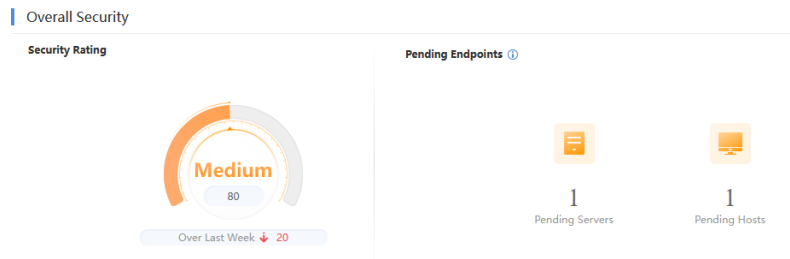 Overall Security
Security Rating
Medium
80
Over Last Week 20
Pending Endpoints
1
Pending Servers
1
Pending Hosts